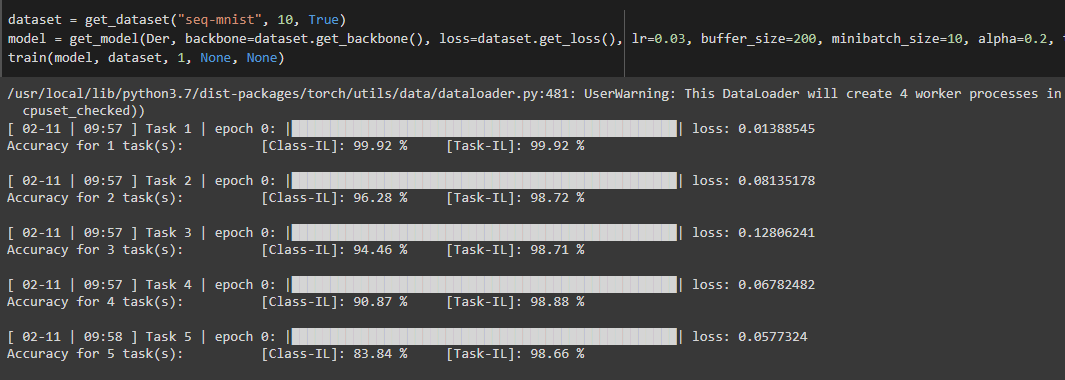 dataset = get_dataset("seq-mnist", 10, True)
model = get_model(Der, backbone=dataset.get_backbone(), loss=dataset.get_loss(), lr=0.03, buffer_size=200, minibatch_size=10, alpha=0.2,
train(model, dataset, 1, None, None)
/usr/local/lib/python3.7/dist-packages/torch/utils/data/dataloader.py:481: UserWarning: This DataLoader will create 4 worker processes in
cpuset_checked))
[ 02-11 | 09:57 ] Task 1 | epoch 0: | | loss: 0.01388545
Accuracy for 1 task(s): [Class-IL]: 99.92 % [Task-IL]: 99.92 %
[ 02-11 | 09:57 ] Task 2 | epoch 0: | | loss: 0.08135178
Accuracy for 2 task(s): [Class-IL]: 96.28 % [Task-IL]: 98.72 %
[ 02-11 | 09:57 ] Task 3 | epoch 0: | | loss: 0.12806241
Accuracy for 3 task(s): [Class-IL]: 94.46 % [Task-IL]: 98.71 %
[ 02-11 | 09:57 ] Task 4 | epoch 0: | | loss: 0.06782482
Accuracy for 4 task(s): [Class-IL]: 90.87 % [Task-IL]: 98.88 %
[ 02-11 | 09:58 ] Task 5 | epoch 0: | | loss: 0.0577324
Accuracy for 5 task(s): [Class-IL]: 83.84 % [Task-IL]: 98.66 %